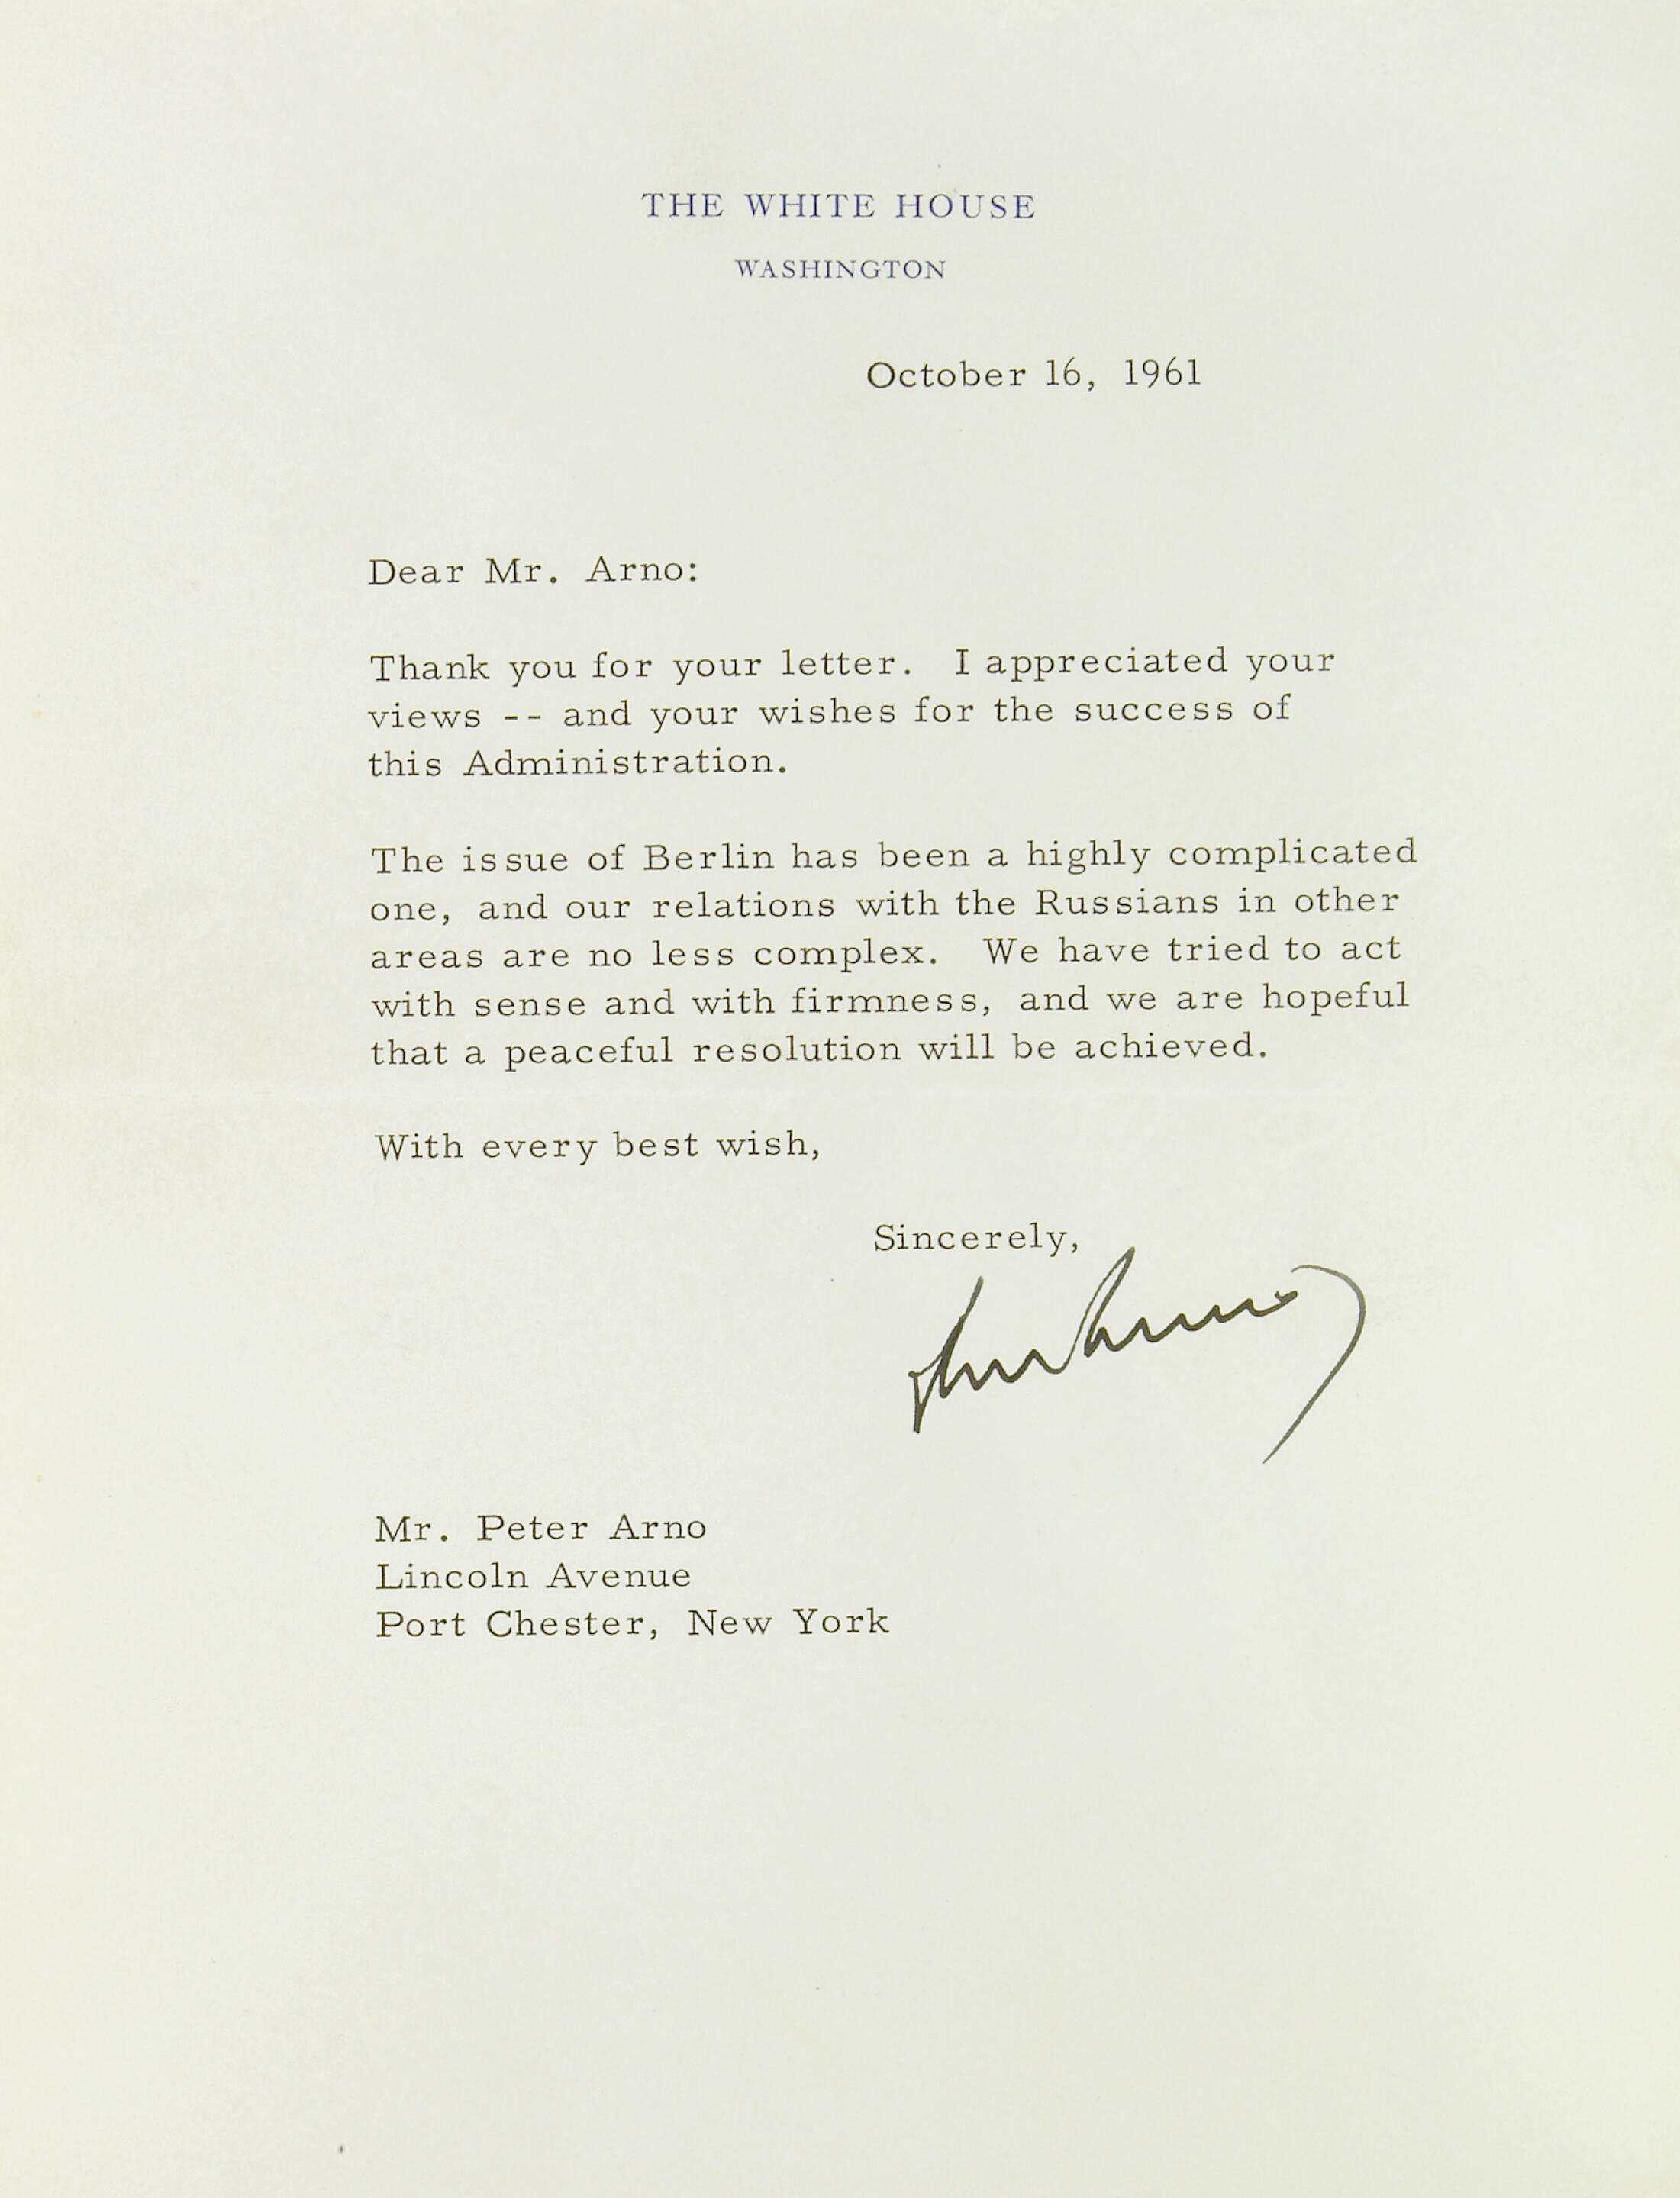 THE WHITE HOUSE
WASHINGTON
October 16, 1961
Dear Mr. Arno:
Thank you for your letter. I appreciated your
views -- and your wishes for the success of
this Administration.
The issue of Berlin has been a highly complicated
one, and our relations with the Russians in other
areas are no less complex. We have tried to act
with sense and with firmness, and we are hopeful
that a peaceful resolution will be achieved.
With every best wish,
Sincerely,
Mr. Peter Arno
Lincoln Avenue
Port Chester, New York